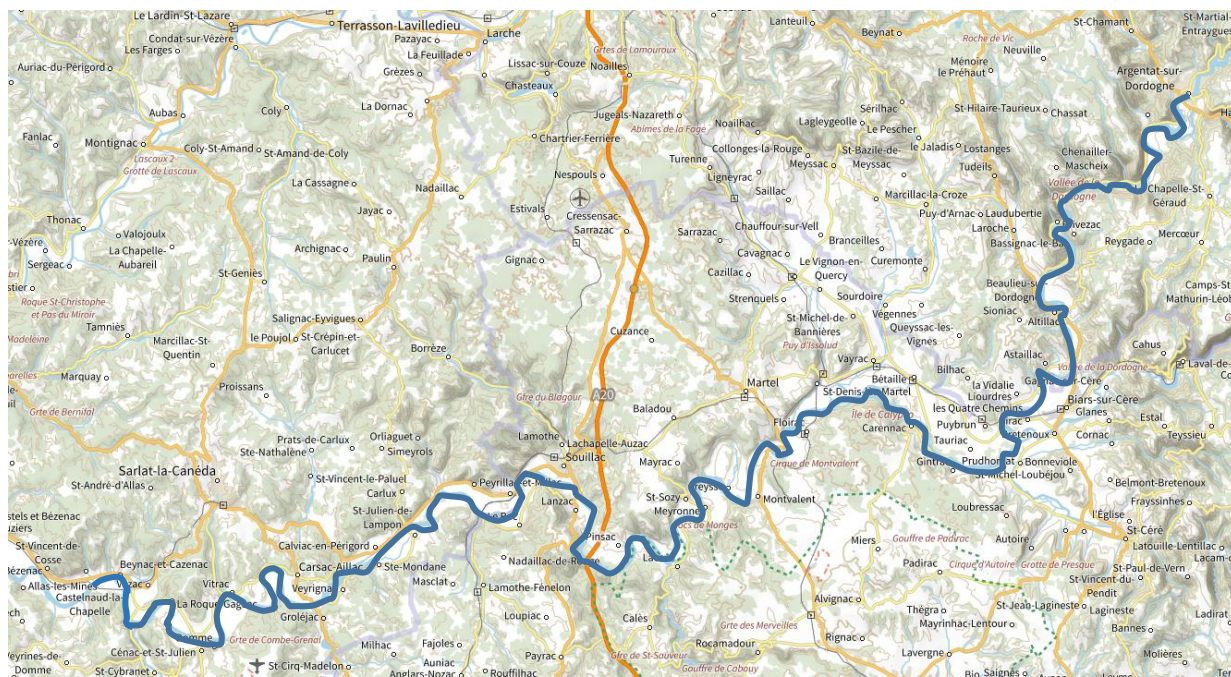 Le Lardin-St-Lazare
Terrasson-Lavilledieu
Condat-sur-Vézère
Les Farges
Pazayac
Larche
La Feuillade
Auriac-du-Périgord
Grèzes
Lissac-sur-Couze
Chasteaux
Grtes de Lamouroux
Noailles
Lanteuil
Beynat
Roche de Vic
Neuville
St-Chamant
St-Martial-
Entraygues
Ménoire
le Préhaut
Argentat-sur-
Dordogne
La Dornac
Aubas
Coly
Jugeals-Nazareth
Abîmes de la Fage
Noailhac
Sérilhac
Lagleygeolle
Le Pescher
St-Hilaire-Taurieux
Chassat
Fanlac
Montignac
Coly-St-Amand
St-Amand-de-Coly
Chartrier-Ferrière
Collonges-la-Rouge
Turenne
Meyssac
St-Bazile-de-
Meyssac
le Jaladis
Lostanges
Tudeils
Chenailler-
Mascheix
Lascaux 2
Grotte de Lascaux
La Cassagne
Nadaillac
Nespouls
Ligneyrac
Saillac
Marcillac-la-Croze
Vallée de la
Dordogne
Chapelle-St-
Géraud
Thonac
Valojoulx
Jayac
Estivals
Cressensac-
Sarrazac
Sarrazac
Chauffour-sur-Vell
Puy-d'Arnac
Laudubertie
Laroche
Mercœur
La Chapelle-
Aubareil
Archignac
Branceilles
Bassignac-le-Bas
Reygade
Sergeac
St-Geniès
Paulin
Gignac
Cavagnac
Cazillac
Le Vignon-en-
Quercy
Curemonte
Beaulieu-sur-
Dordogne
Camps-St-
Mathurin-Léobazel
Roque St-Christophe
et Pas du Miroir
Strenquels
Sourdoire
Végennes
Sioniac
Altillac
Tamniès
Salignac-Eyvigues
le Poujol
St-Crépin-et-
Carlucet
Cuzance
St-Michel-de-
Bannières
Puy d'Issolud
Queyssac-les-
Vignes
Marcillac-St-
Quentin
Borrèze
Vayrac
Bilhac
Astaillac
Cahus
Vallée de la Dordogne
Laval-de-
Marquay
Proissans
A20
Martel
St-Denis-lès-Martel
Bétaille
la Vidalie
Liourdres
Gagnac-sur-Cère
Biars-sur-Cère
Glanes
Grte de Bernifal
Gfre du Blagour
Baladou
Floirac
Île de Calypso
Carennac
les Quatre Chemins
Puybrun
Tauriac
Bretenoux
Cornac
Estal
Teyssieu
Prats-de-Carlux
Orliaguet
Simeyrols
Ste-Nathalène
Lamothe
Lachapelle-Auzac
Souillac
Sarlat-la-Canéda
St-André-d'Allas
St-Vincent-le-Paluel
Carlux
Peyrillac-et-Millac
Lanzac
Mayrac
Cirque de Montvalent
Gintrac
Prudhomat
Bonneviole
St-Michel-Loubéjou
Belmont-Bretenoux
St-Julien-de-
Lampon
St-Sozy
Meyronne
Creysse
Montvalent
Loubressac
Frayssinhes
l'Église
St-Céré
Calviac-en-Périgord
Pinsac
Miers
Gouffre de Padirac
Autoire
Latouille-Lentillac
St-Vincent-de-
Cosse
Beynac-et-Cazenac
Carsac-Aillac
Ste-Mondane
Masclat
Nadaillac-de-Rouge
Padirac
Cirque d'Autoire
Grotte de Presque
St-Paul-de-Vern
Allas-les-Mines
Castelnaud-la-
Chapelle
Vézac
Vitrac
Veyrignac
Lamothe-Fénelon
St-Vincent-du-
Pendit
La Roque-Gageac
Groléjac
Loupiac
Calès
Alvignac
Thégra
Mayrinhac-Lentour
St-Jean-Lagineste
Lagineste
Bannes
Ladirat
Domme
Cénac-et-St-Julien
Grte de Combe-Grenal
Milhac
Fajoles
Rocamadour
Grte des Merveilles
Rignac
Veyrines-de-
Domme
St-Cybranet
St-Cirq-Madelon
Auniac
Anglars-Nozac
Payrac
Rouffilhac
Gfre de St-Sauveur
Gouffre de Cabouy
Lavergne
Saignes
Molières